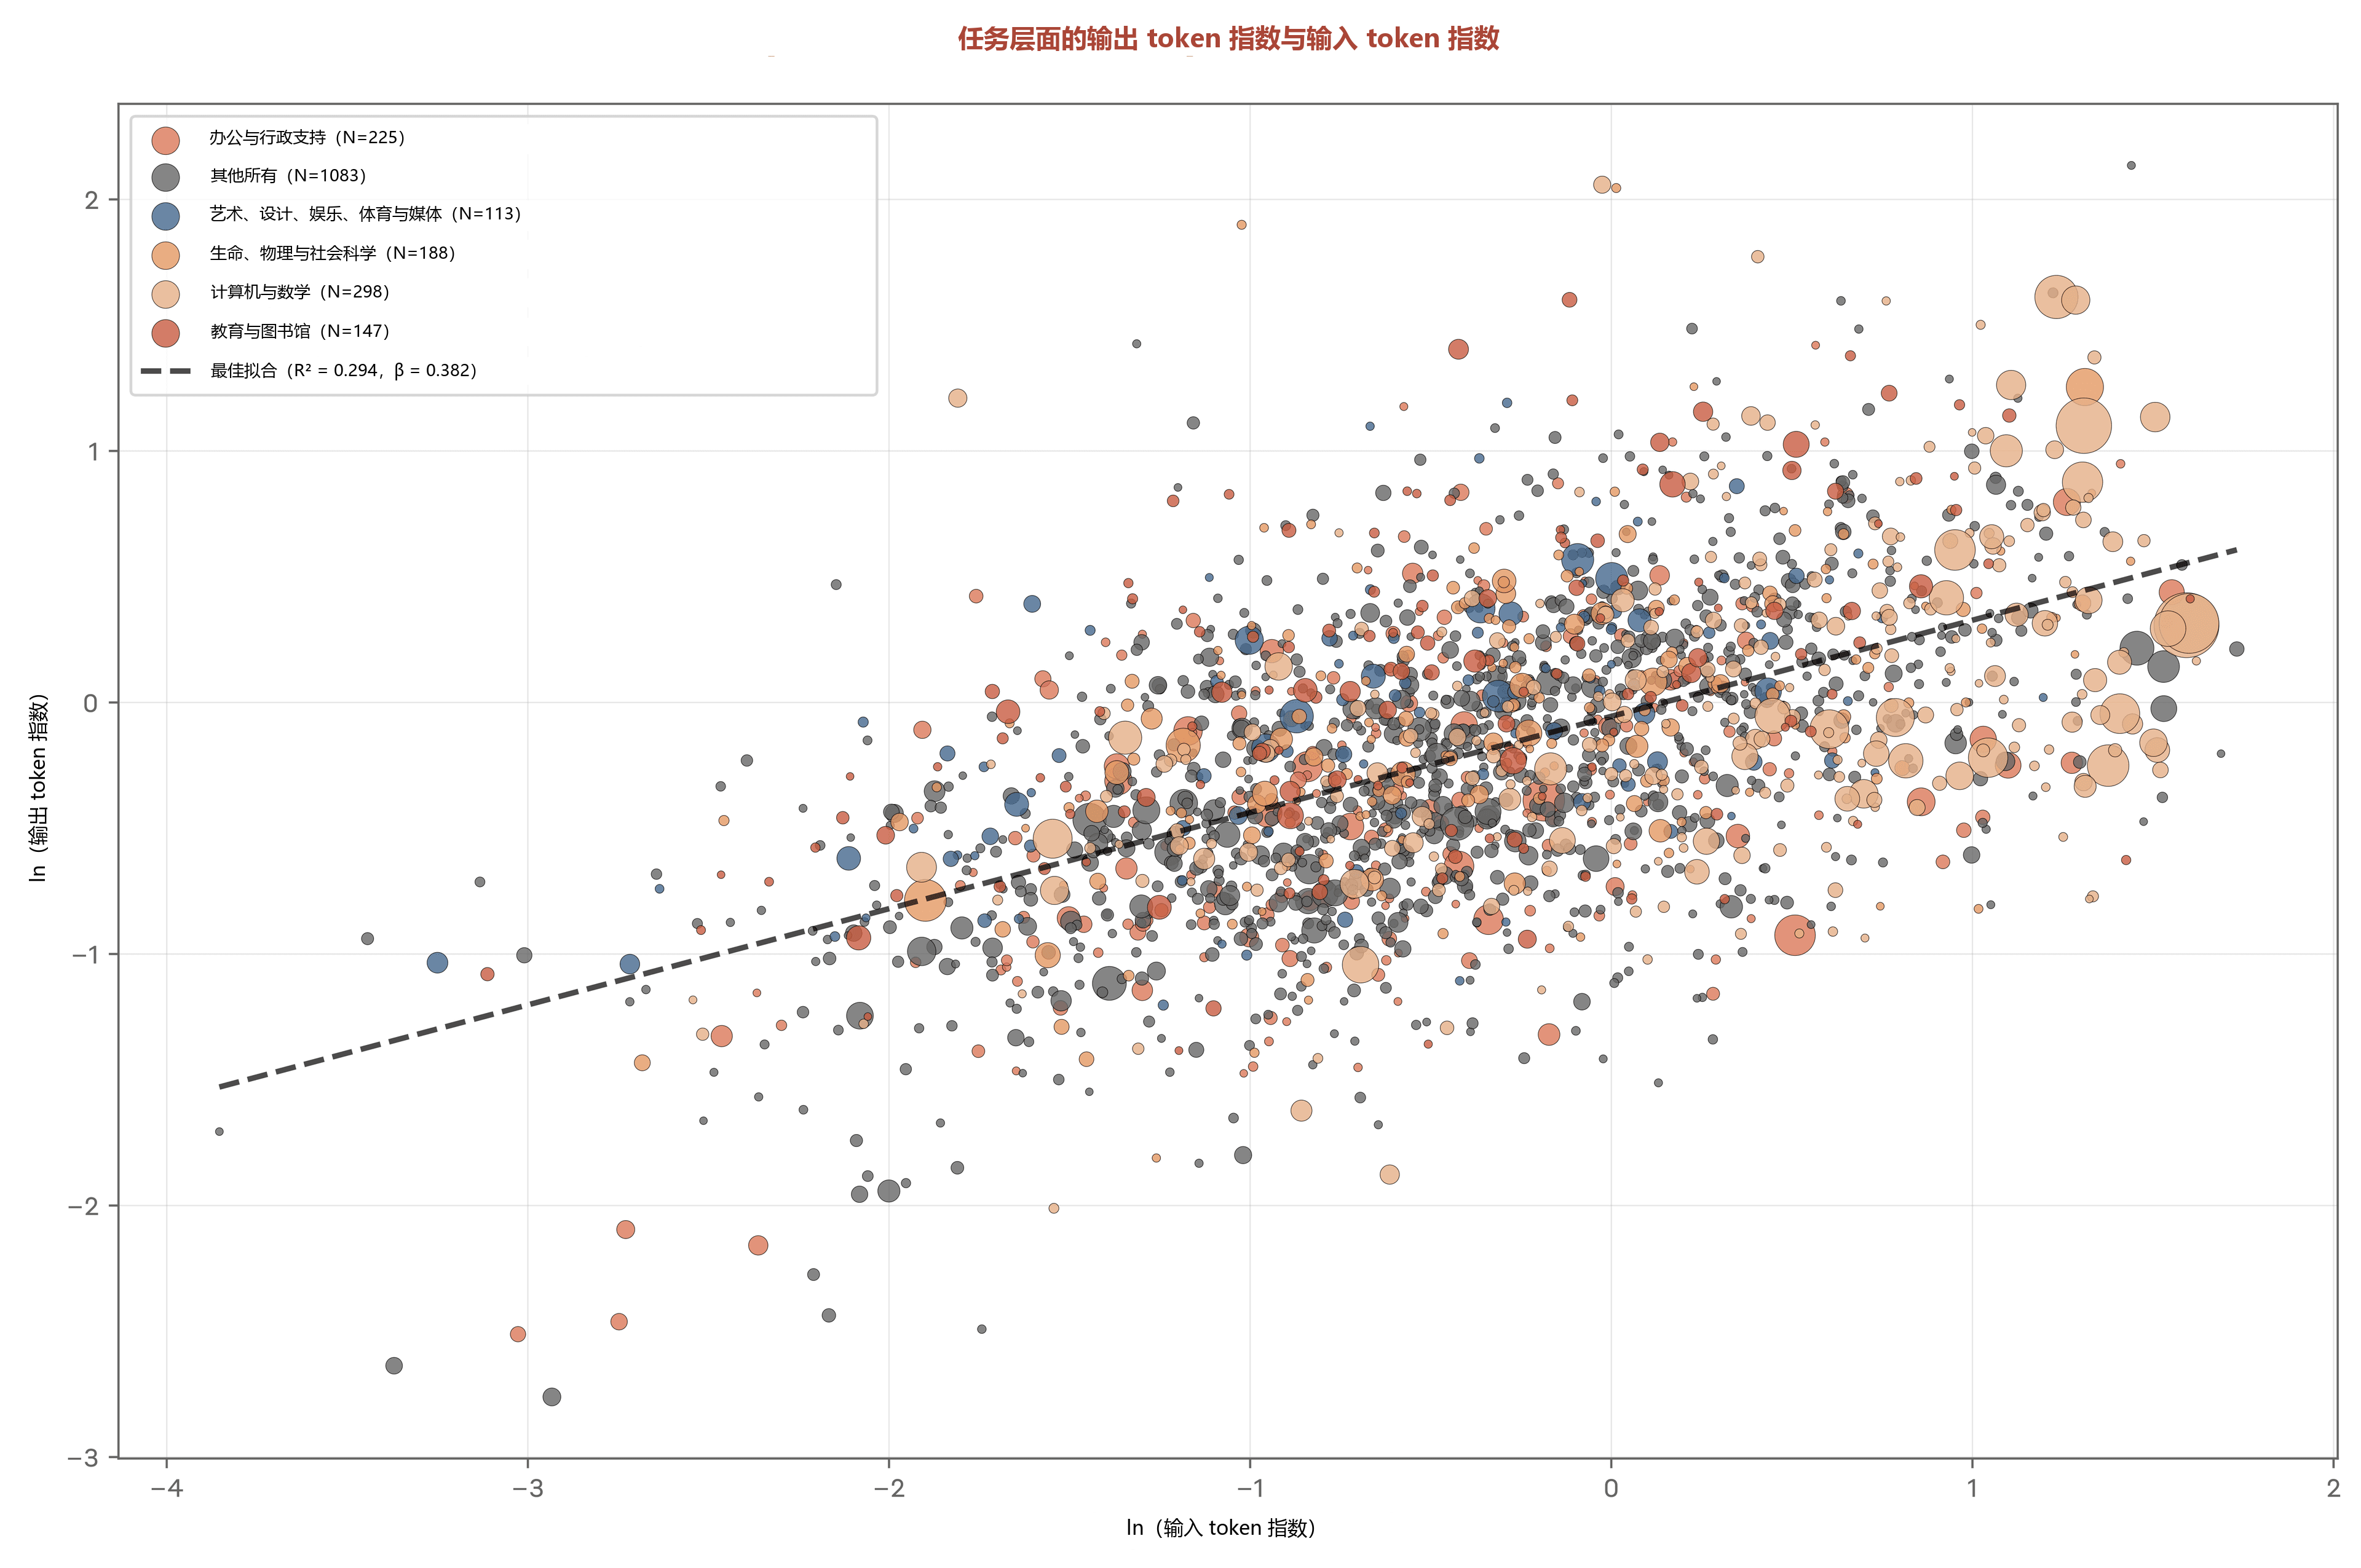 任务层面的输出 token 指数与输入 token 指数
办公与行政支持（N=225）
其他所有（N=1083）
艺术、设计、娱乐、体育与媒体（N=113）
生命、物理与社会科学（N=188）
计算机与数学（N=298）
教育与图书馆（N=147）
最佳拟合（R² = 0.294，β = 0.382）
2
1
0
−1
−2
−3
ln（输出 token 指数）
−4 −3 −2 −1 0 1 2
ln（输入 token 指数）